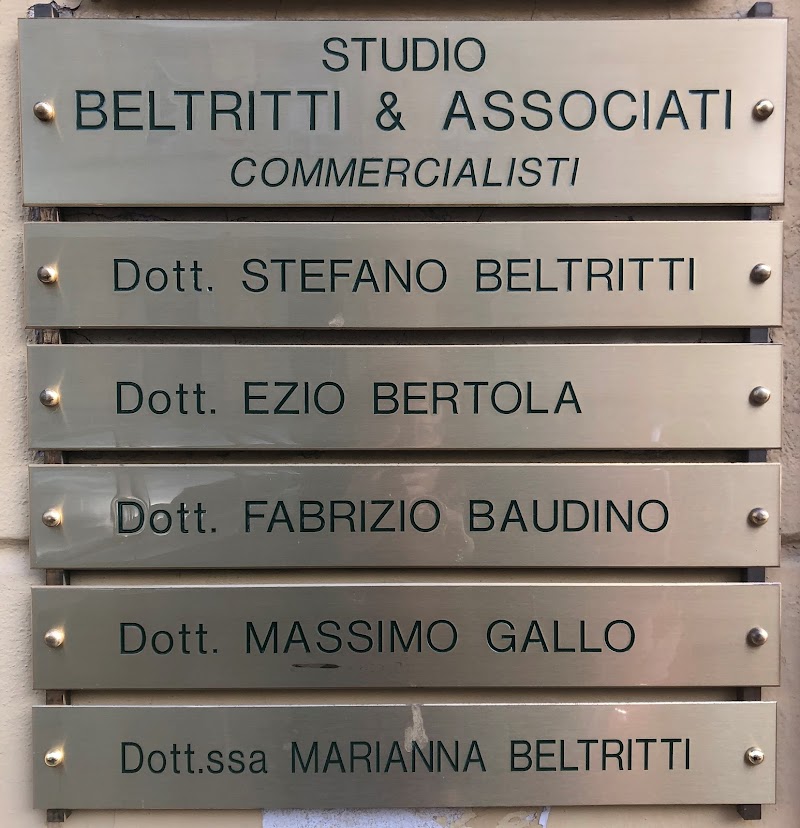 STUDIO
BELTRITTI & ASSOCIATI
COMMERCIALISTI
Dott. STEFANO BELTRITTI
Dott. EZIO BERTOLA
Dott. FABRIZIO BAUDINO
Dott. MASSIMO GALLO
Dott.ssa MARIANNA BELTRITTI